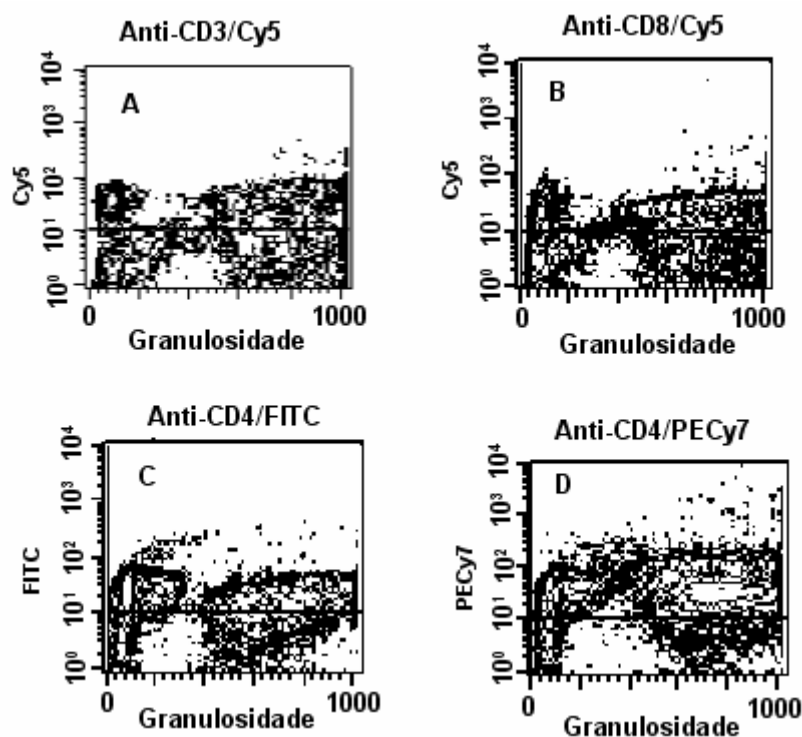 Anti-CD3/Cy5
A
Cy5
10⁴
10³
10²
10¹
10⁰
0
1000
Granulosidade
Anti-CD8/Cy5
B
Cy5
10⁴
10³
10²
10¹
10⁰
0
1000
Granulosidade
Anti-CD4/FITC
C
FITC
10⁴
10³
10²
10¹
10⁰
0
1000
Granulosidade
Anti-CD4/PECy7
D
PECy7
10⁴
10³
10²
10¹
10⁰
0
1000
Granulosidade